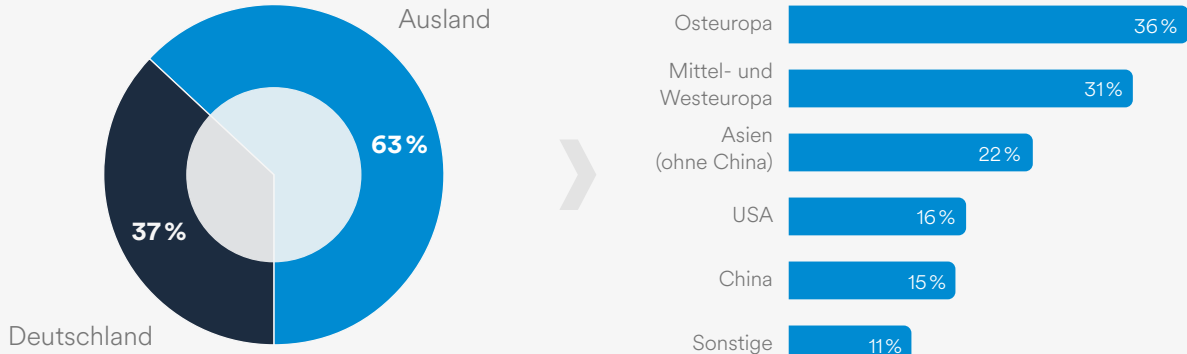 Ausland
63 %
37 %
Deutschland
Osteuropa
36 %
Mittel- und
Westeuropa
31 %
Asien
(ohne China)
22 %
USA
16 %
China
15 %
Sonstige
11 %